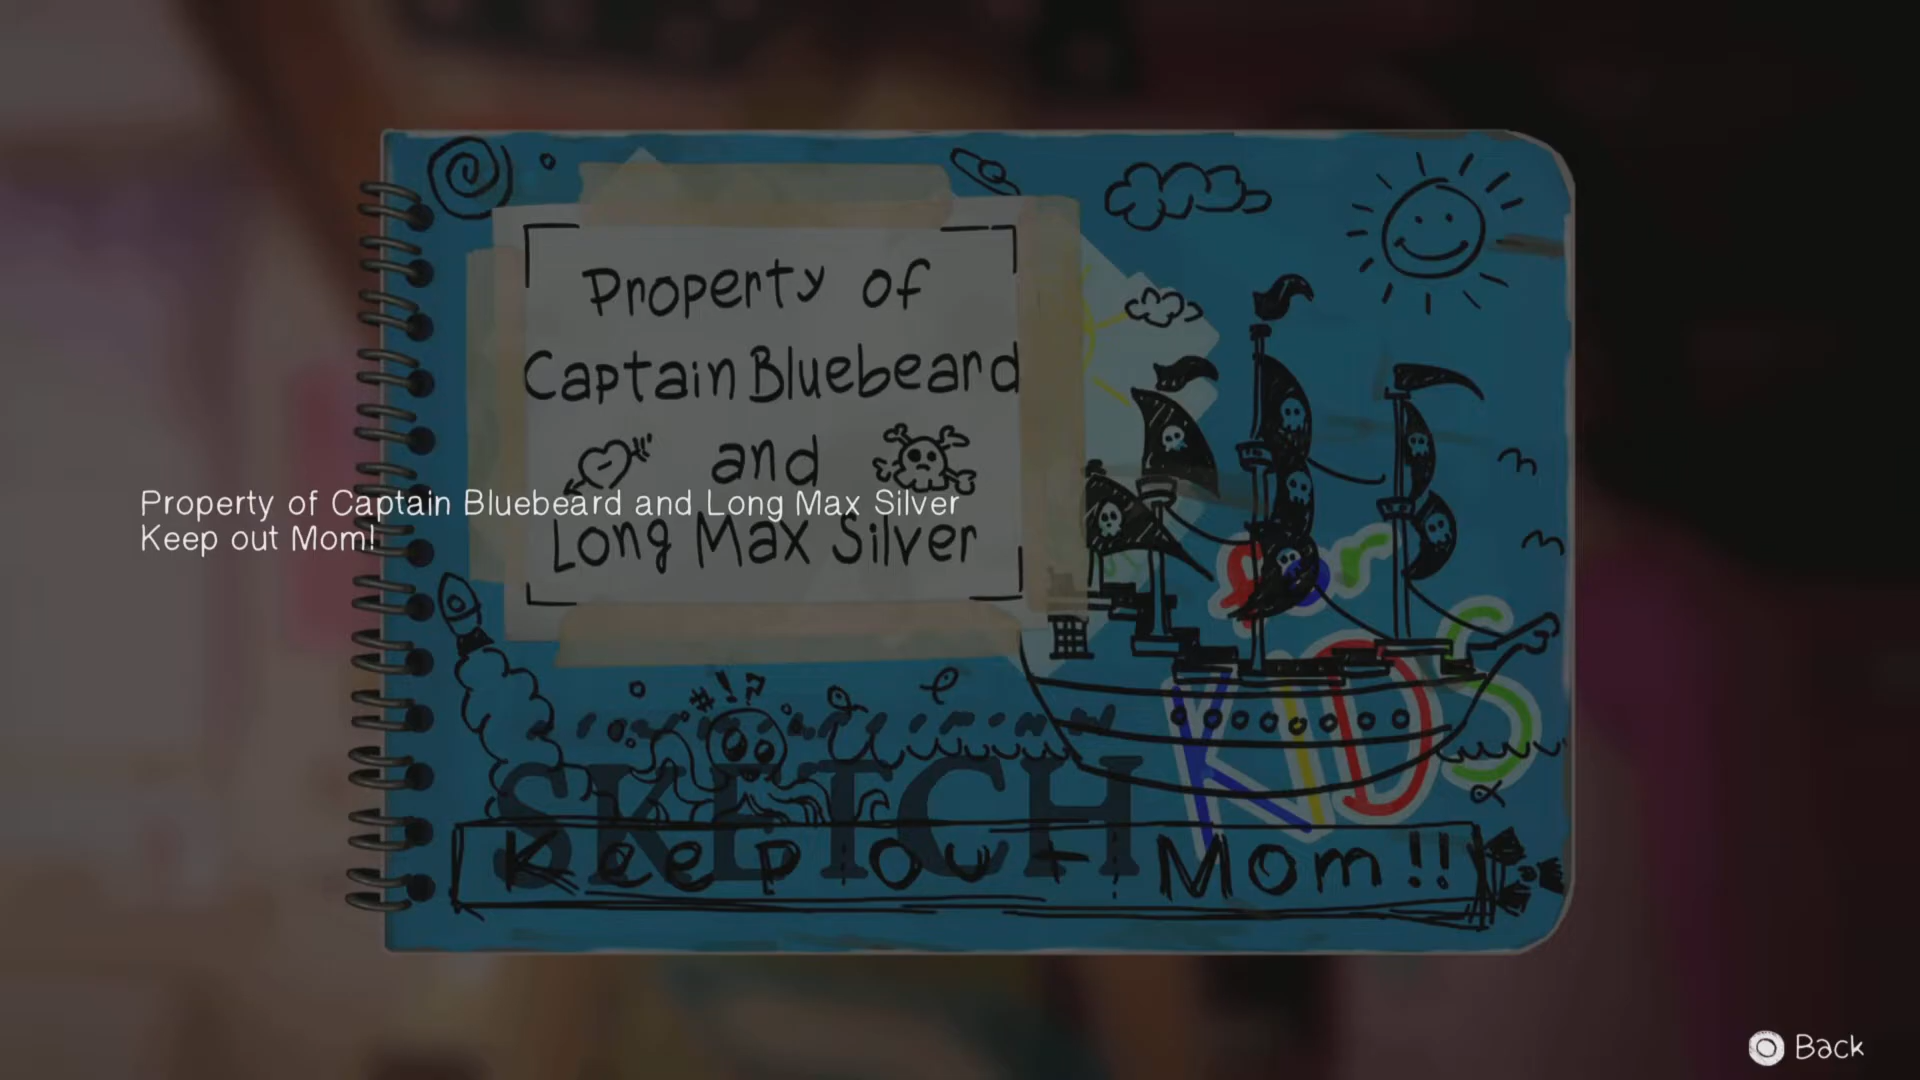 Property of
Captain Bluebeard
and
Long Max Silver
Property of Captain Bluebeard and Long Max Silver
Keep out Mom!
#!?
for
KIDS
SKETCH
Keep out Mom!!
Back